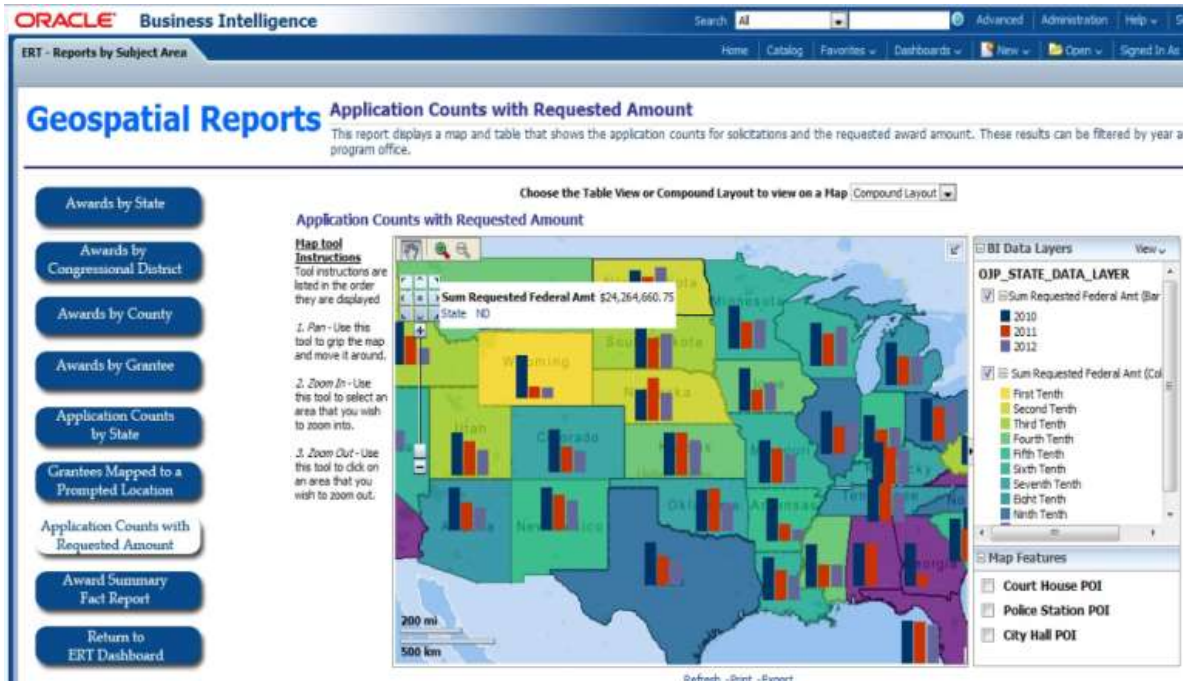 ORACLE Business Intelligence
Search All Advanced Administration Help
ERT - Reports by Subject Area
Home Catalog Favorites Dashboards New Open Signed In As
Geospatial Reports
Application Counts with Requested Amount
This report displays a map and table that shows the application counts for solicitations and the requested award amount. These results can be filtered by year a
program office.
Choose the Table View or Compound Layout to view on a Map Compound Layout
Application Counts with Requested Amount
Awards by State
Awards by
Congressional District
Awards by County
Awards by Grantee
Application Counts
by State
Grantees Mapped to a
Prompted Location
Application Counts with
Requested Amount
Award Summary
Fact Report
Return to
ERT Dashboard
Map tool
Instructions
Tool instructions are
listed in the order
they are displayed
1. Pan - Use this
tool to grip the map
and move it around.
2. Zoom In - Use
this tool to select an
area that you wish
to zoom into.
3. Zoom Out - Use
this tool to click on
an area that you
wish to zoom out.
Sum Requested Federal Amt $24,264,660.75
State ND
Minnesota
Wyoming
South Dakota
Nebraska
Utah
Colorado
New Mexico
Oklahoma
Arkansas
Georgia
200 mi
500 km
BI Data Layers View
OJP_STATE_DATA_LAYER
Sum Requested Federal Amt (Bar
2010
2011
2012
Sum Requested Federal Amt (Col
First Tenth
Second Tenth
Third Tenth
Fourth Tenth
Fifth Tenth
Sixth Tenth
Seventh Tenth
Eight Tenth
Ninth Tenth
Map Features
Court House POI
Police Station POI
City Hall POI
Refresh - Print - Export